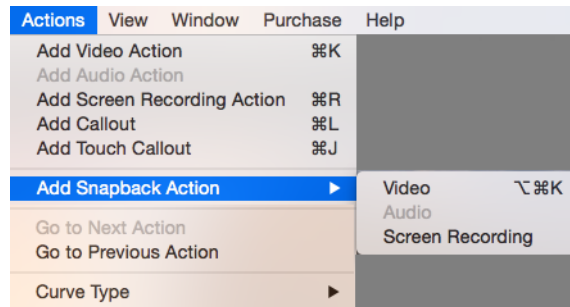 Actions View Window Purchase Help
Add Video Action ⌘K
Add Audio Action
Add Screen Recording Action ⌘R
Add Callout ⌘L
Add Touch Callout ⌘J
Add Snapback Action ▶
Video ⌥⌘K
Audio
Screen Recording
Go to Next Action
Go to Previous Action
Curve Type ▶